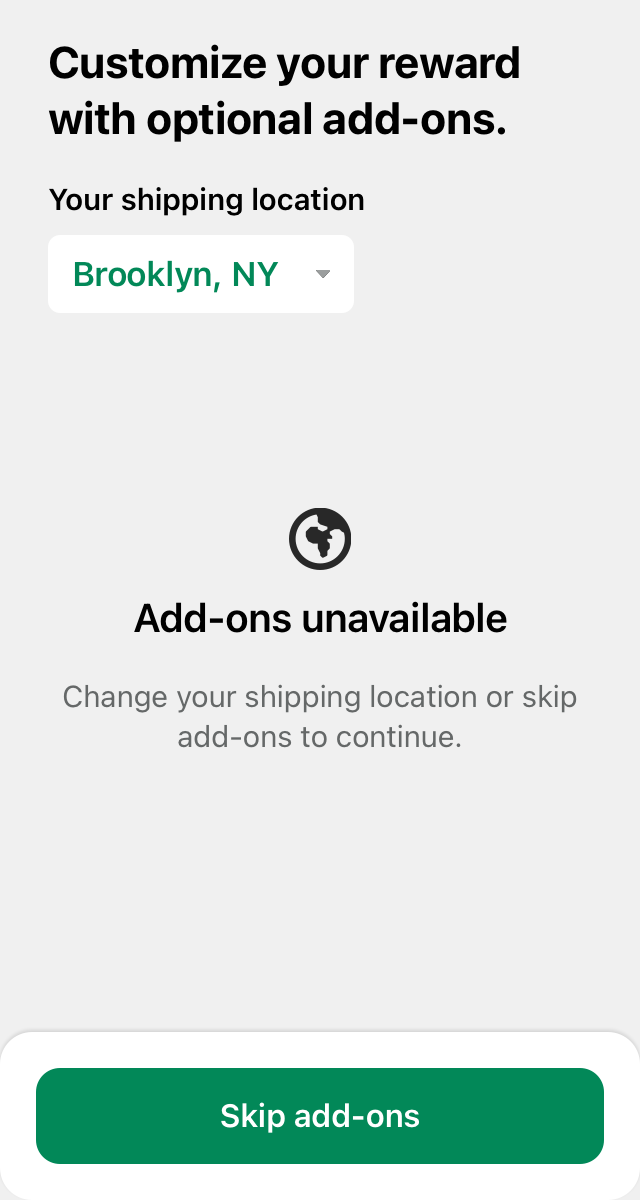 Customize your reward
with optional add-ons.
Your shipping location
Brooklyn, NY
Add-ons unavailable
Change your shipping location or skip
add-ons to continue.
Skip add-ons